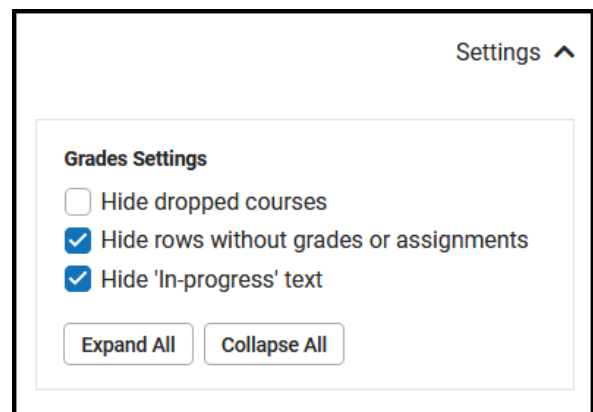 Settings
Grades Settings
Hide dropped courses
Hide rows without grades or assignments
Hide 'In-progress' text
Expand All Collapse All